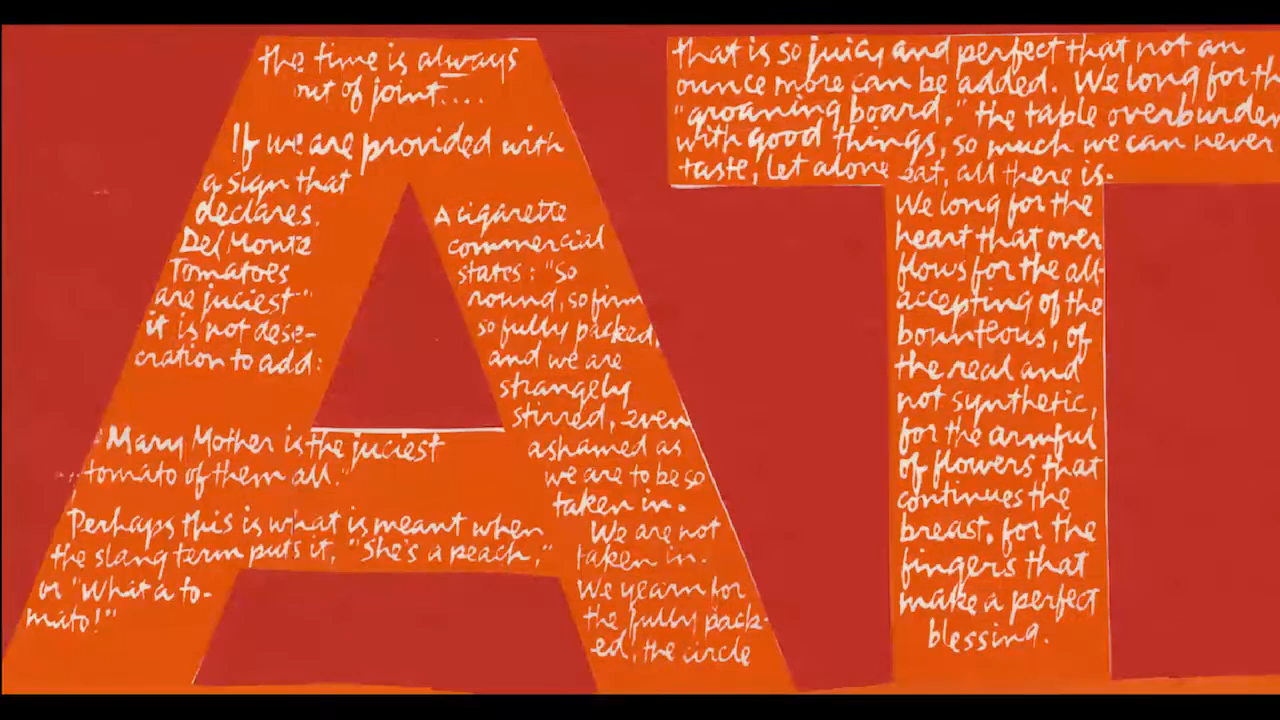 the time is always
out of joint....
If we are provided with
a sign that
declares,
Del Monte
Tomatoes
are juciest"
it is not dese-
cration to add:
"Mary Mother is the juciest
tomato of them all."
Perhaps this is what is meant when
the slang term puts it, "She's a peach,"
or "What a to-
mato!"
A cigarette
commercial
states: "So
round, so firm
so fully packed,
and we are
strangely
stirred, even
ashamed as
we are to be so
taken in.
We are not
taken in.
We yearn for
the fully pack-
ed, the circle
that is so juicy and perfect that not an
ounce more can be added. We long for th
"groaning board," the table overburden
with good things, so much we can never
taste, let alone eat, all there is.
We long for the
heart that over
flows for the all-
accepting of the
bounteous, of
the real and
not synthetic,
for the armful
of flowers that
continues the
breast, for the
fingers that
make a perfect
blessing.
AT